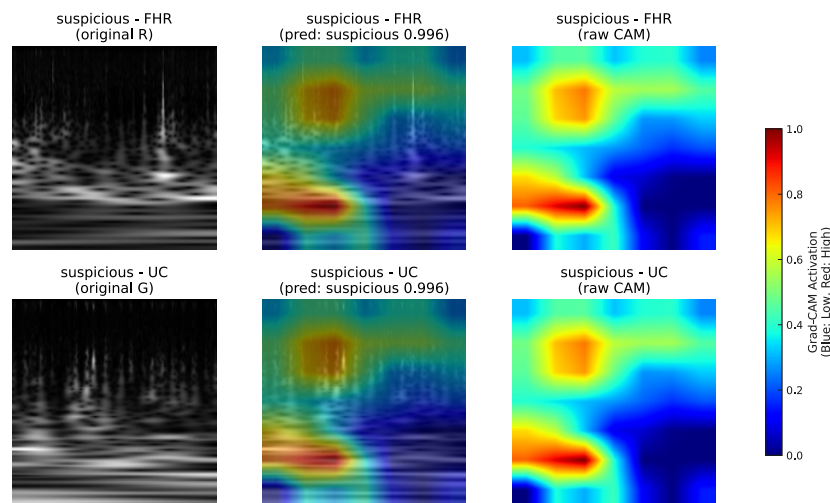 suspicious - FHR
(original R)
suspicious - FHR
(pred: suspicious 0.996)
suspicious - FHR
(raw CAM)
suspicious - UC
(original G)
suspicious - UC
(pred: suspicious 0.996)
suspicious - UC
(raw CAM)
1.0
0.8
0.6
0.4
0.2
0.0
Grad-CAM Activation
(Blue: Low, Red: High)